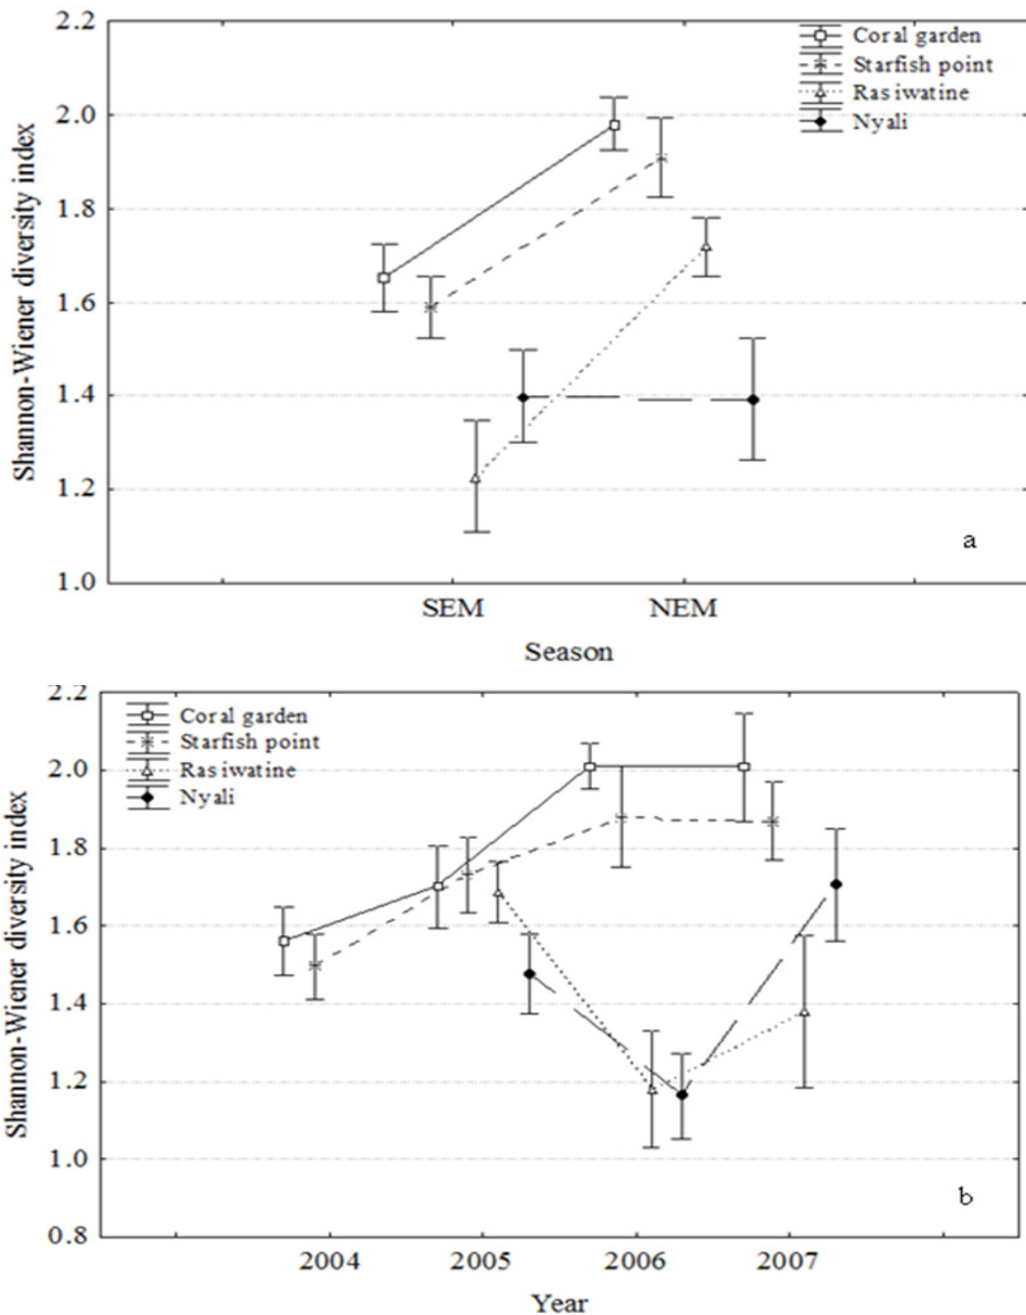 2.2
2.0
1.8
1.6
1.4
1.2
1.0
Shannon-Wiener diversity index
Coral garden
Starfish point
Ras iwatine
Nyali
a
SEM NEM
Season
2.2
2.0
1.8
1.6
1.4
1.2
1.0
0.8
Shannon-Wiener diversity index
Coral garden
Starfish point
Ras iwatine
Nyali
b
2004 2005 2006 2007
Year